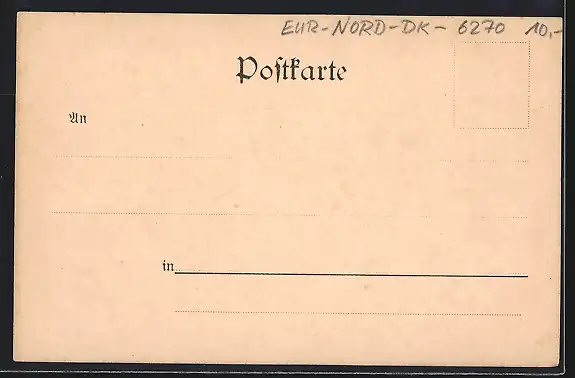 EUR-NORD-DK- 6270 10,-
Poſtkarte
An
in